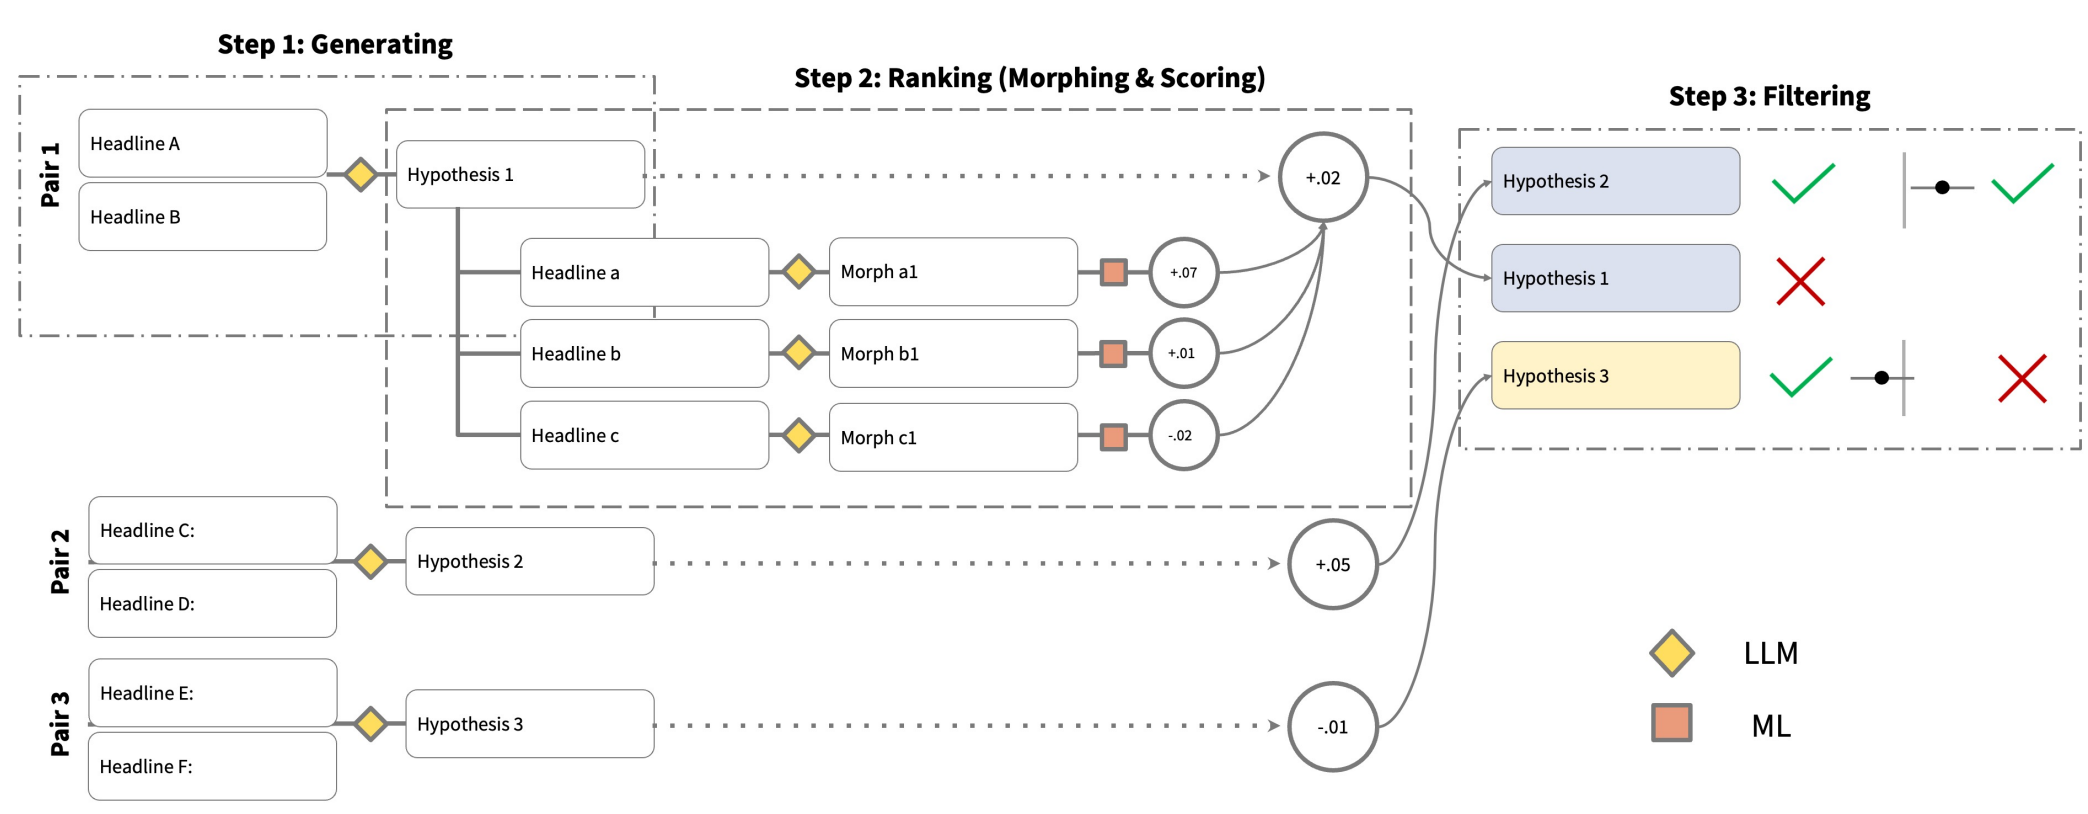 Step 1: Generating
Step 2: Ranking (Morphing & Scoring)
Step 3: Filtering
Pair 1
Headline A
Headline B
Hypothesis 1
+.02
Headline a
Morph a1
+.07
Headline b
Morph b1
+.01
Headline c
Morph c1
-.02
Pair 2
Headline C:
Headline D:
Hypothesis 2
+.05
Pair 3
Headline E:
Headline F:
Hypothesis 3
-.01
Hypothesis 2
Hypothesis 1
Hypothesis 3
LLM
ML